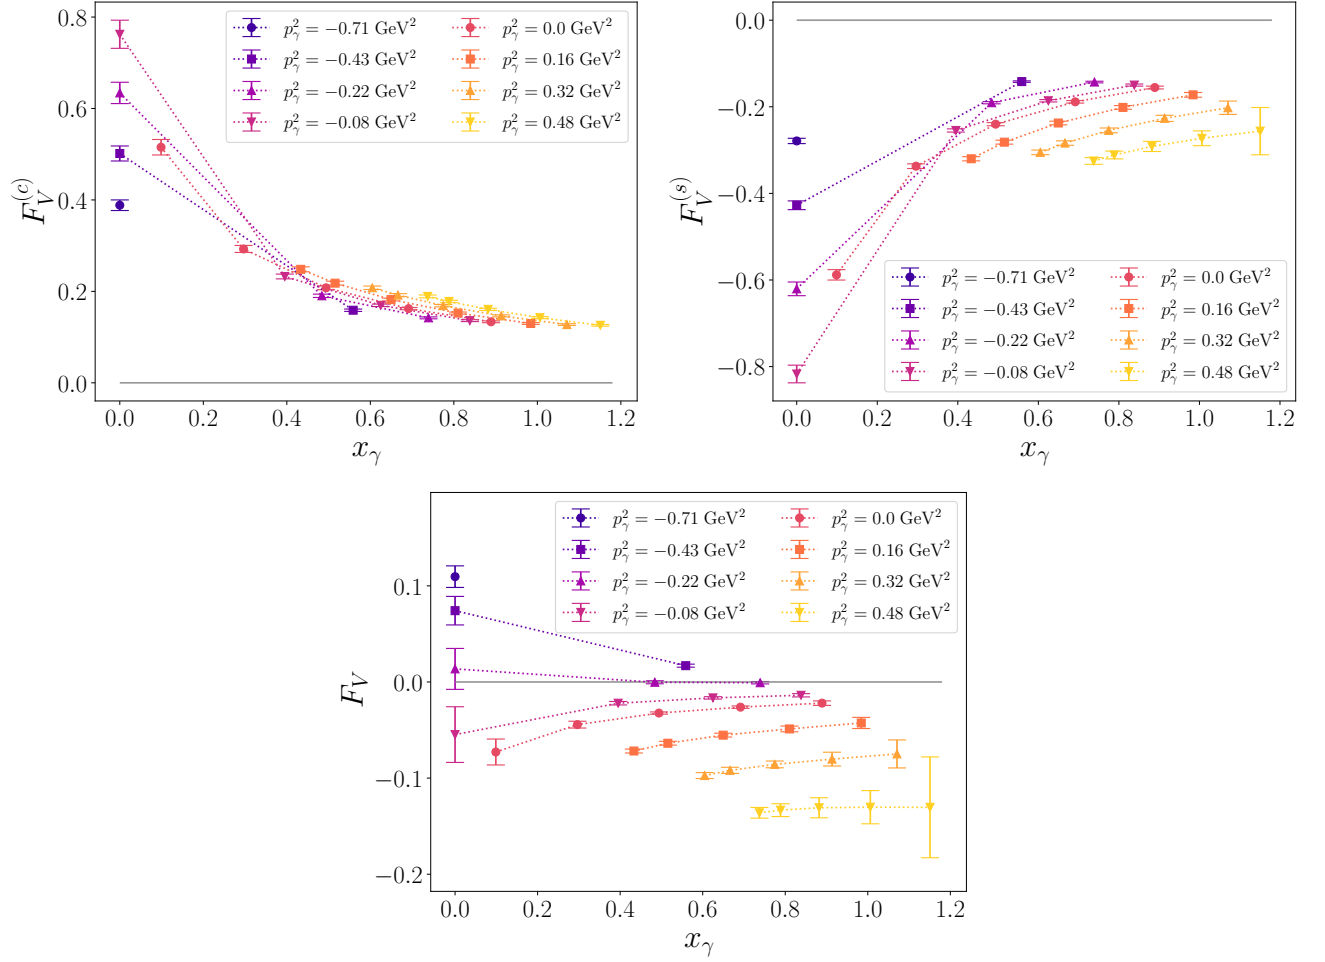 0.8
0.6
0.4
0.2
0.0
F_V^{(c)}
p_γ^2 = −0.71 GeV^2
p_γ^2 = −0.43 GeV^2
p_γ^2 = −0.22 GeV^2
p_γ^2 = −0.08 GeV^2
p_γ^2 = 0.0 GeV^2
p_γ^2 = 0.16 GeV^2
p_γ^2 = 0.32 GeV^2
p_γ^2 = 0.48 GeV^2
0.0 0.2 0.4 0.6 0.8 1.0 1.2
x_γ
−0.0
−0.2
−0.4
−0.6
−0.8
F_V^{(s)}
p_γ^2 = −0.71 GeV^2
p_γ^2 = −0.43 GeV^2
p_γ^2 = −0.22 GeV^2
p_γ^2 = −0.08 GeV^2
p_γ^2 = 0.0 GeV^2
p_γ^2 = 0.16 GeV^2
p_γ^2 = 0.32 GeV^2
p_γ^2 = 0.48 GeV^2
0.0 0.2 0.4 0.6 0.8 1.0 1.2
x_γ
0.1
0.0
−0.1
−0.2
F_V
p_γ^2 = −0.71 GeV^2
p_γ^2 = −0.43 GeV^2
p_γ^2 = −0.22 GeV^2
p_γ^2 = −0.08 GeV^2
p_γ^2 = 0.0 GeV^2
p_γ^2 = 0.16 GeV^2
p_γ^2 = 0.32 GeV^2
p_γ^2 = 0.48 GeV^2
0.0 0.2 0.4 0.6 0.8 1.0 1.2
x_γ